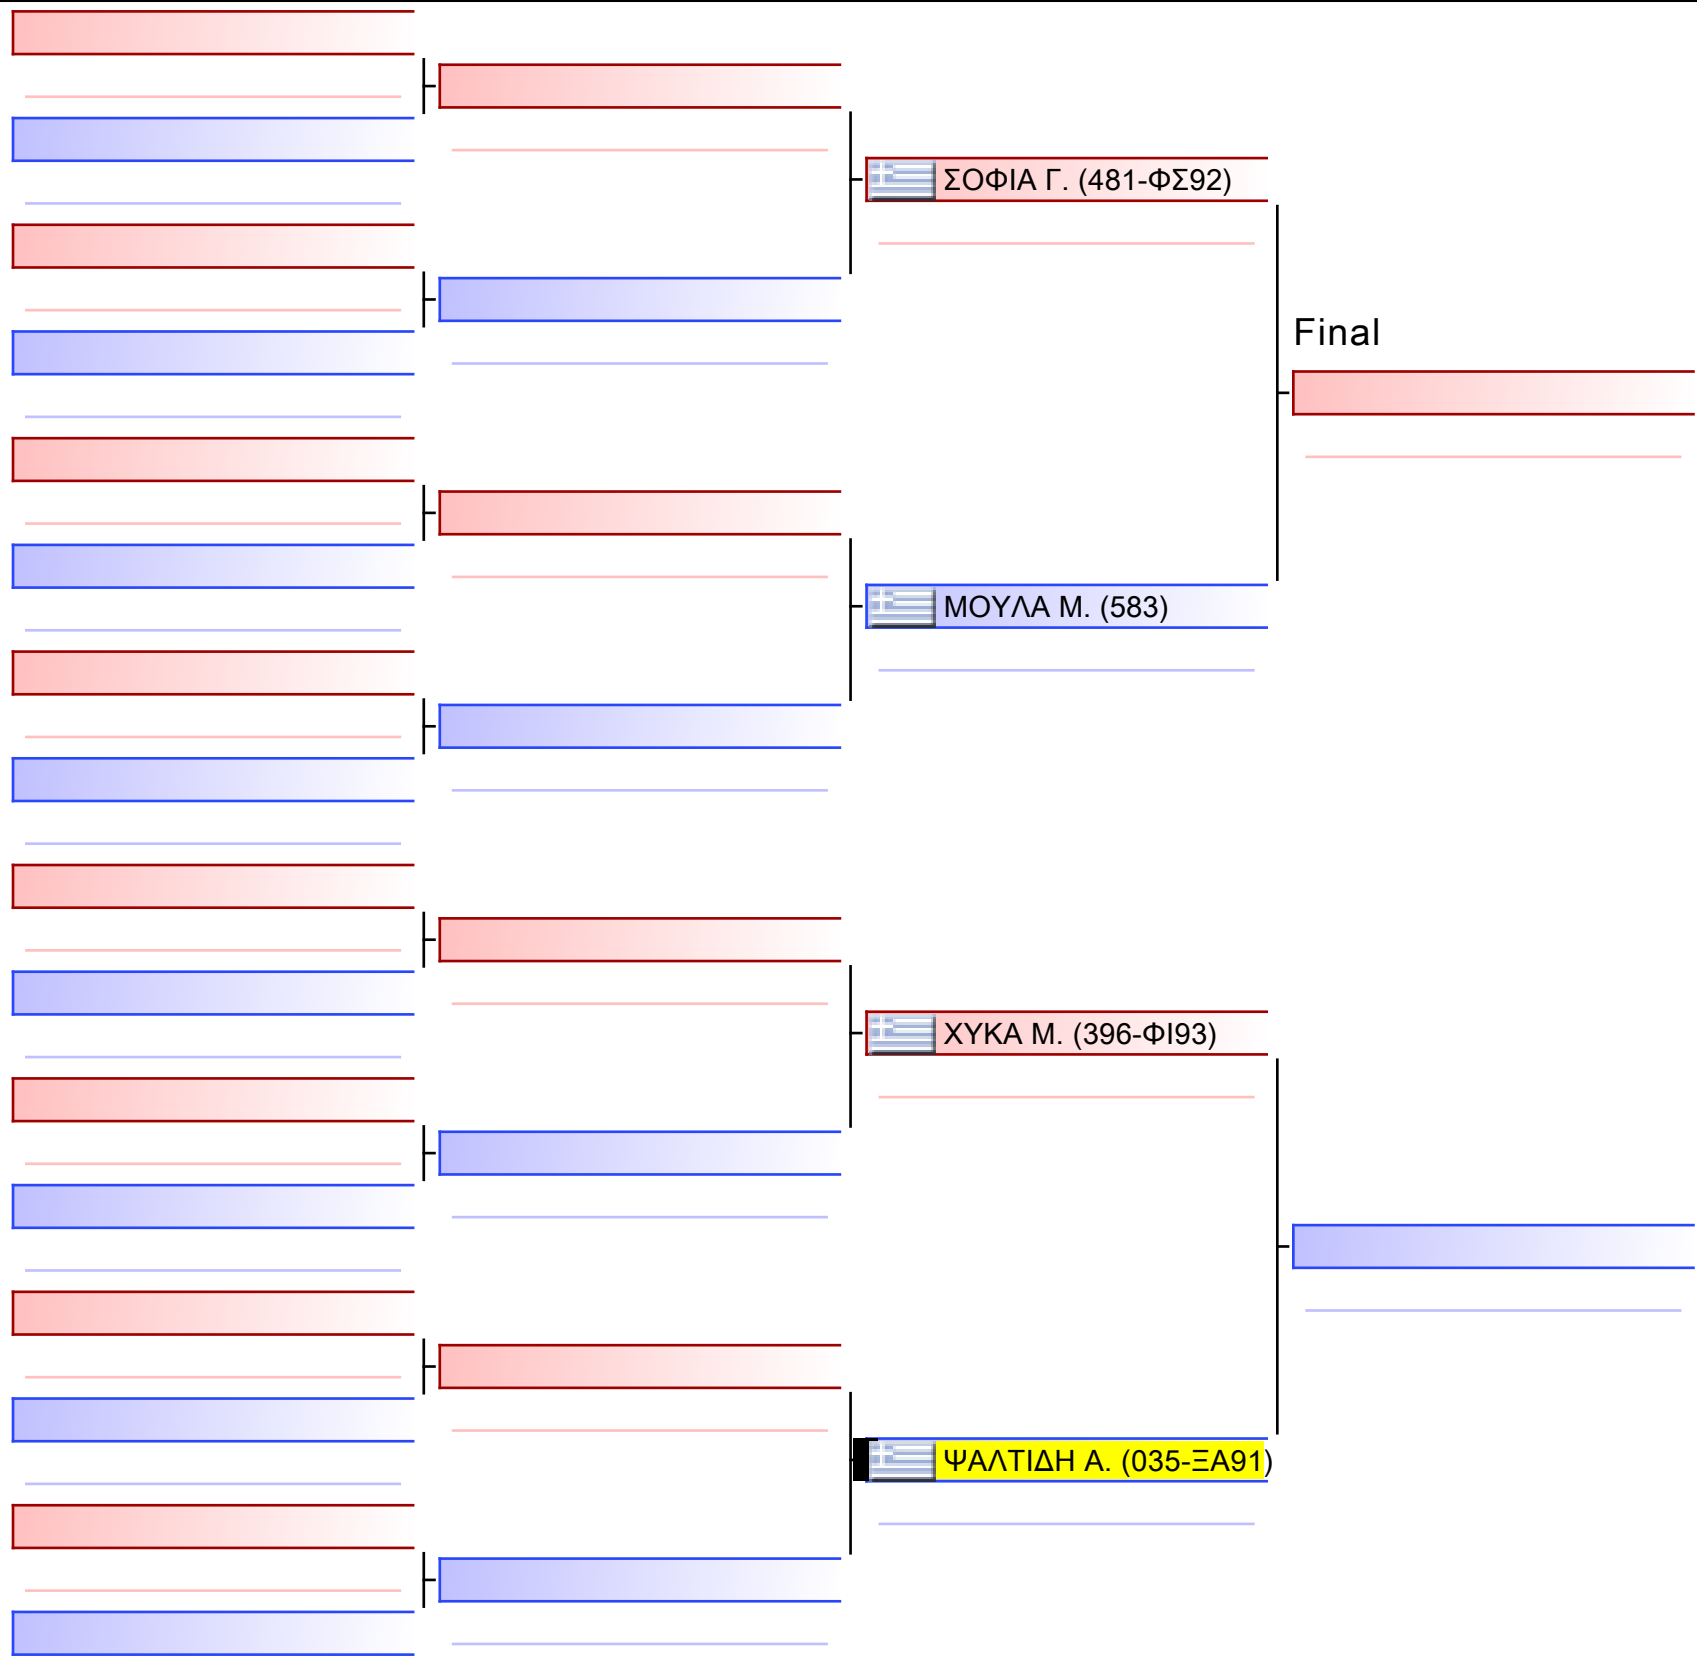 ΣΟΦΙΑ Γ. (481-ΦΣ92)
Final
ΜΟΥΛΑ Μ. (583)
ΧΥΚΑ Μ. (396-ΦΙ93)
ΨΑΛΤΙΔΗ Α. (035-ΞΑ91)